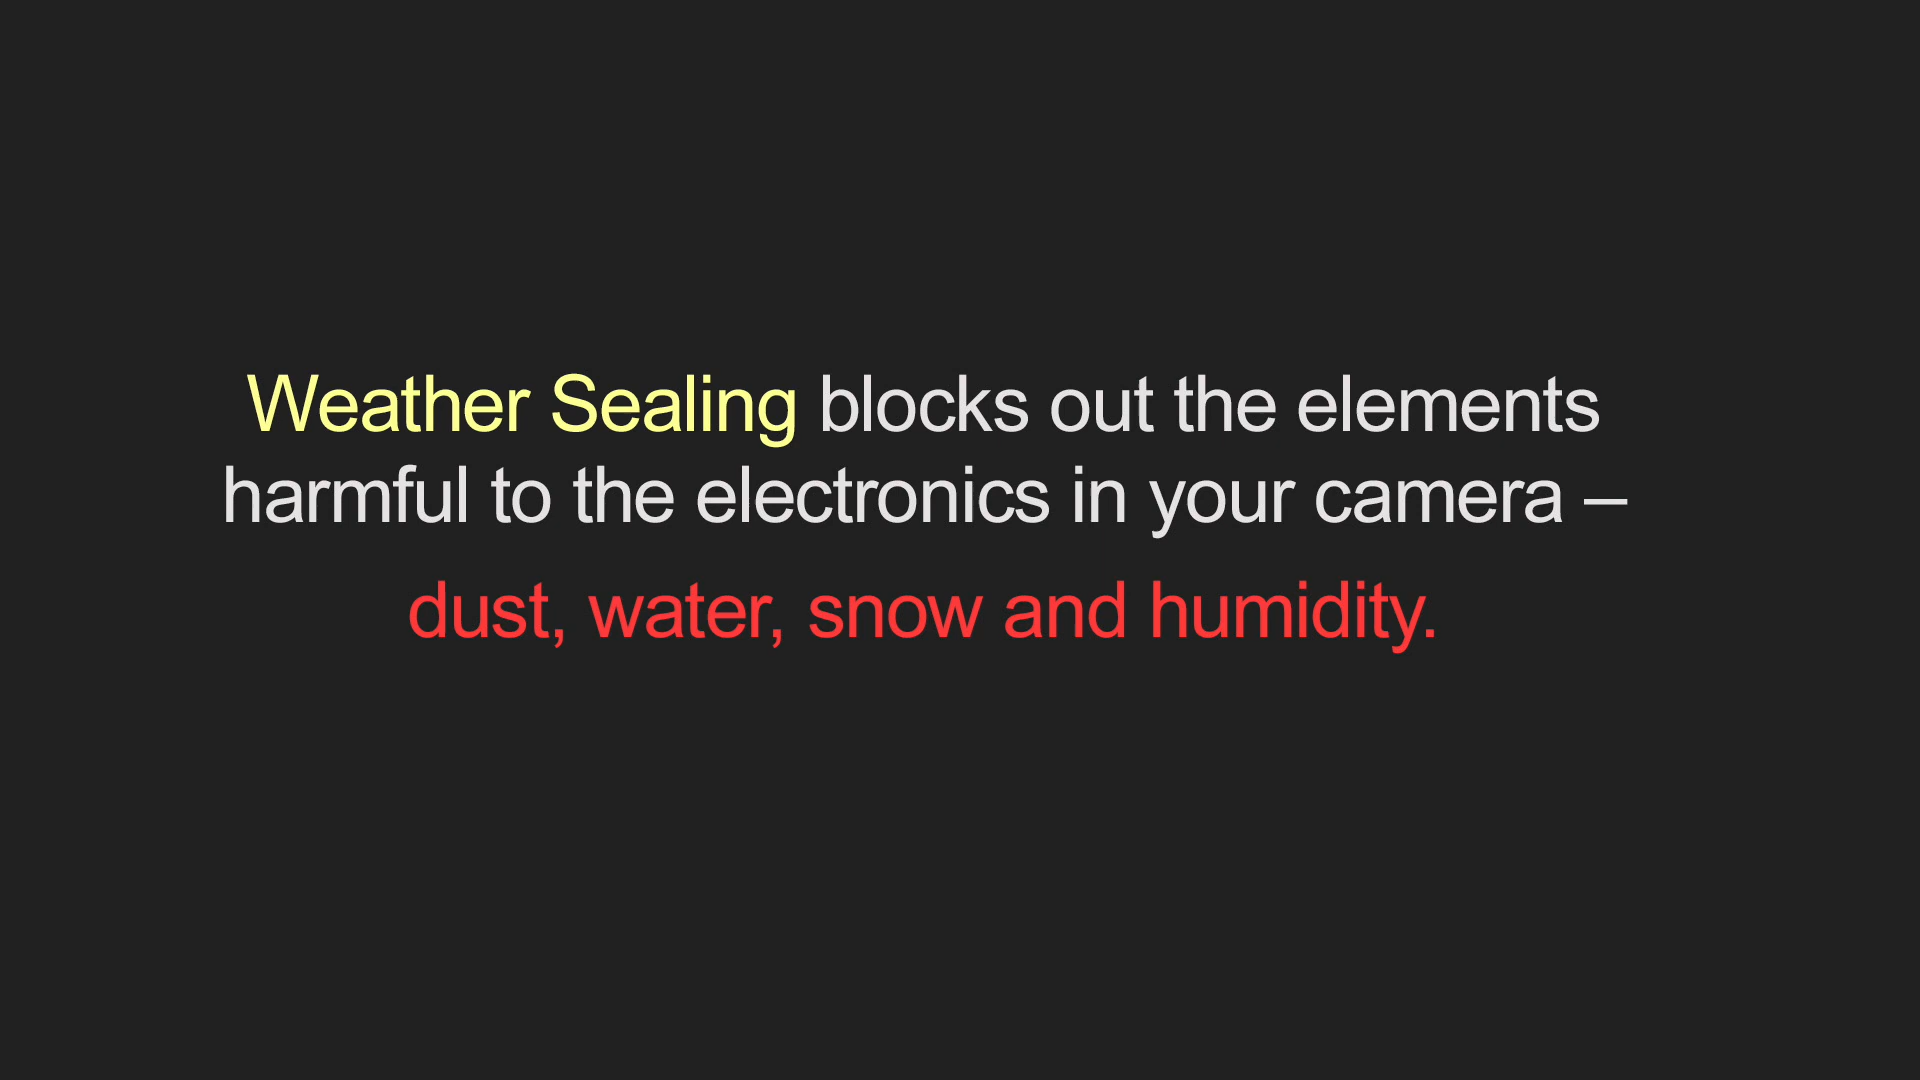 Weather Sealing blocks out the elements
harmful to the electronics in your camera –
dust, water, snow and humidity.